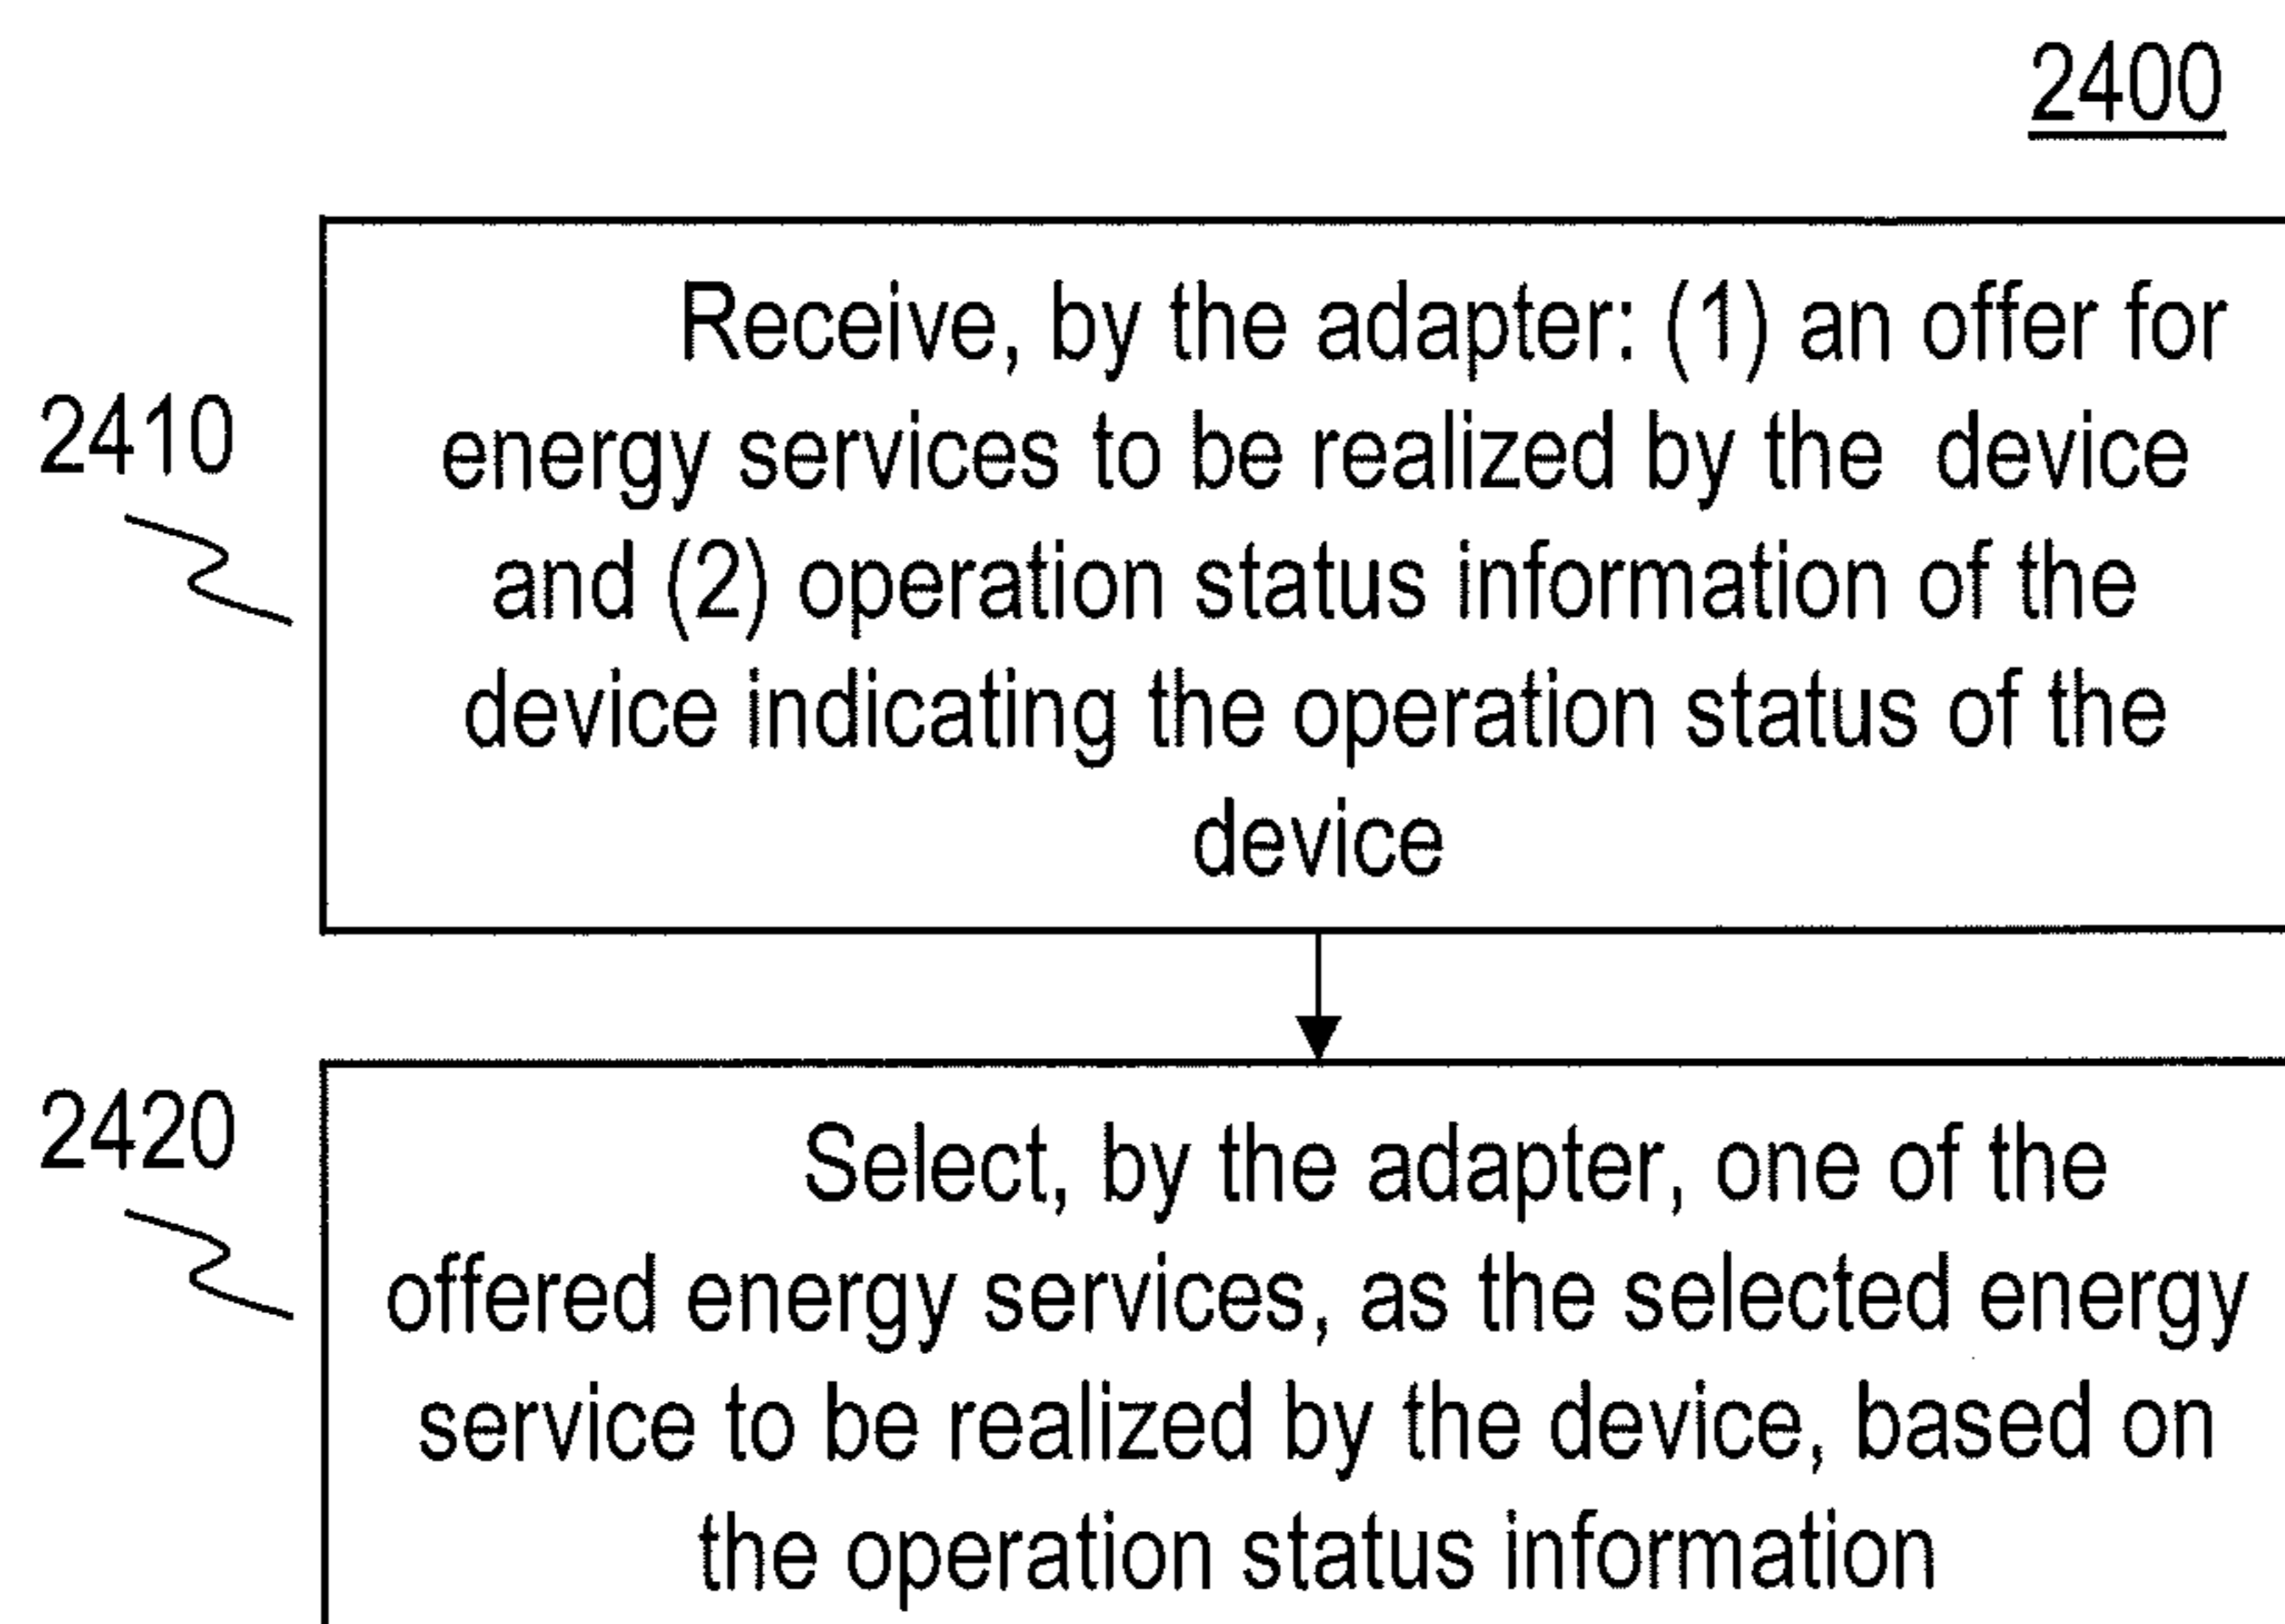 2400
Receive, by the adapter: (1) an offer for
2410
energy services to be realized by the device
and (2) operation status information of the
device indicating the operation status of the
device
2420
Select, by the adapter, one of the
offered energy services, as the selected energy
service to be realized by the device, based on
the operation status information